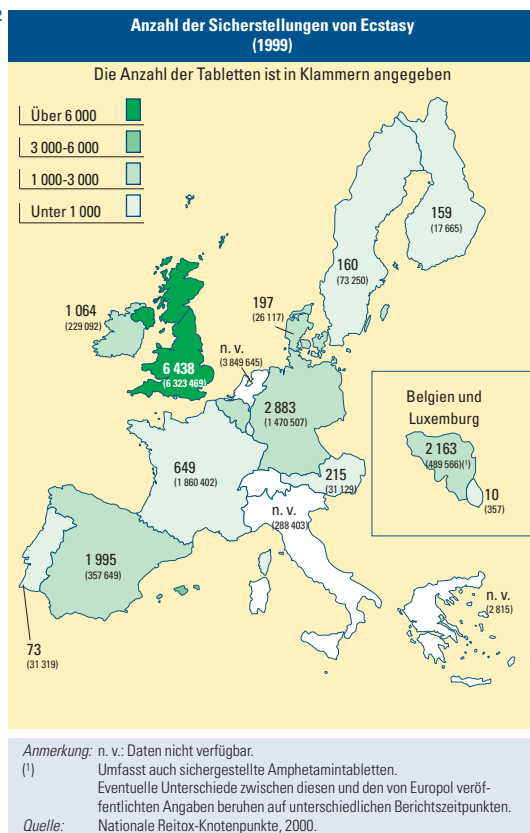 2
Anzahl der Sicherstellungen von Ecstasy
(1999)
Die Anzahl der Tabletten ist in Klammern angegeben
Über 6 000
3 000-6 000
1 000-3 000
Unter 1 000
159
(17 665)
160
(73 250)
1 064
(229 092)
197
(26 117)
n. v.
(3 849 645)
6 438
(6 323 469)
2 883
(1 470 507)
Belgien und
Luxemburg
2 163
(489 566)(¹)
10
(357)
649
(1 860 402)
215
(31 129)
n. v.
(288 403)
1 995
(357 649)
n. v.
(2 815)
73
(31 319)
Anmerkung: n. v.: Daten nicht verfügbar.
(¹) Umfasst auch sichergestellte Amphetamintabletten.
Eventuelle Unterschiede zwischen diesen und den von Europol veröf-
fentlichten Angaben beruhen auf unterschiedlichen Berichtszeitpunkten.
Quelle: Nationale Reitox-Knotenpunkte, 2000.